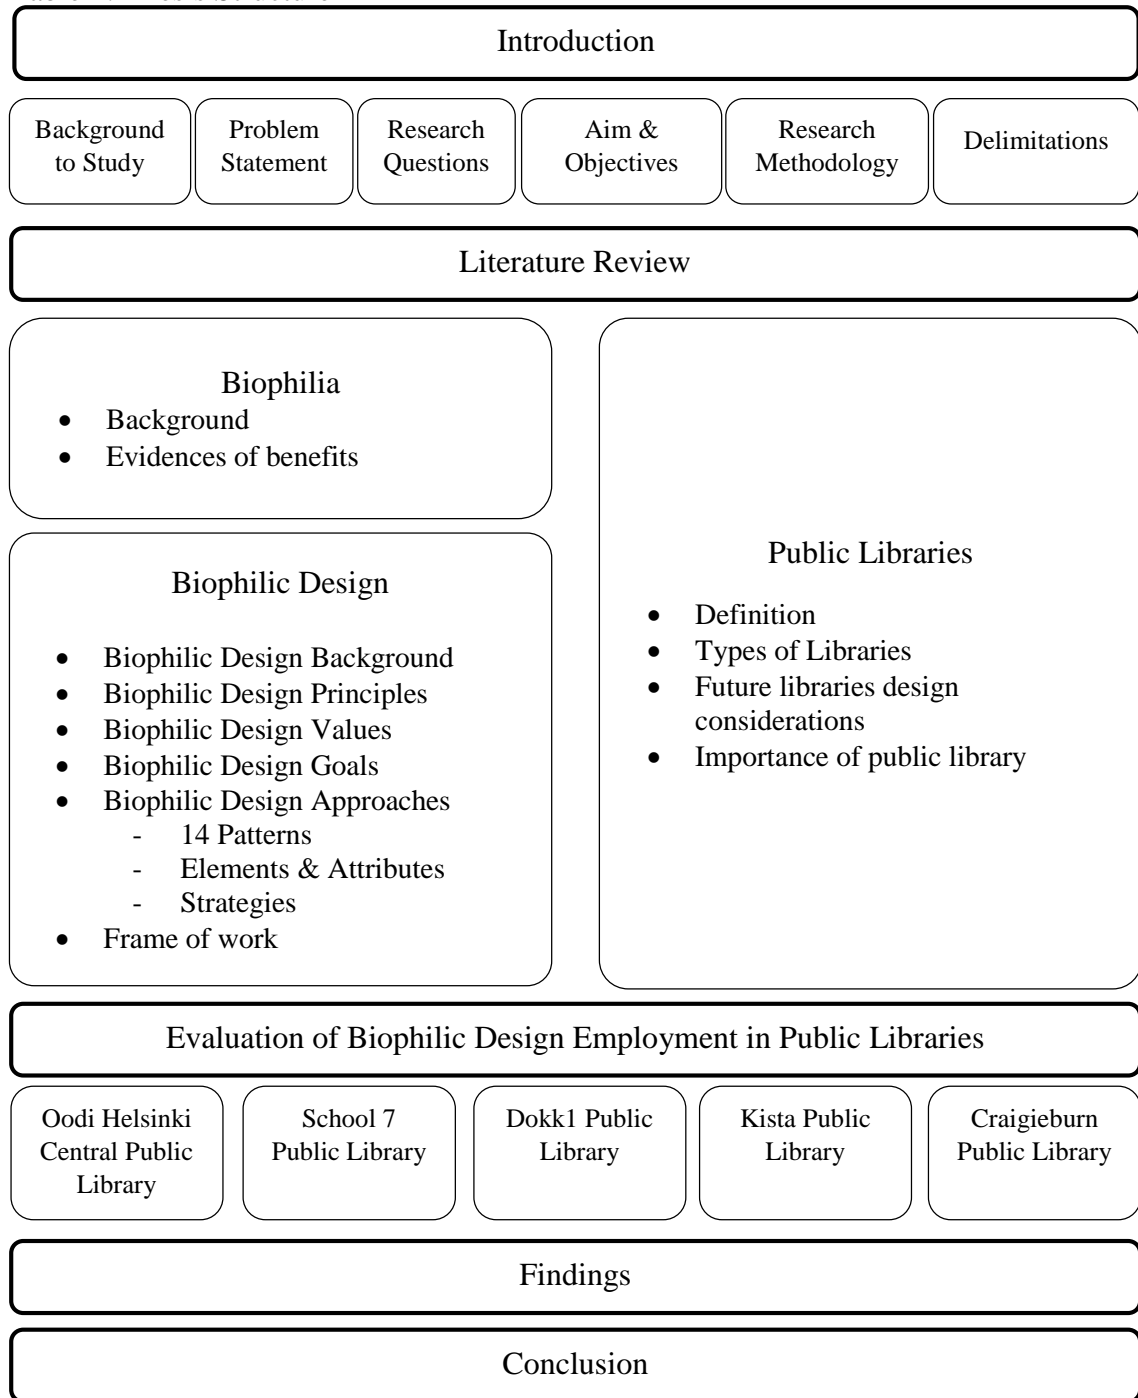 Introduction
Background
to Study
Problem
Statement
Research
Questions
Aim &
Objectives
Research
Methodology
Delimitations
Literature Review
Biophilia
• Background
• Evidences of benefits
Biophilic Design
• Biophilic Design Background
• Biophilic Design Principles
• Biophilic Design Values
• Biophilic Design Goals
• Biophilic Design Approaches
- 14 Patterns
- Elements & Attributes
- Strategies
• Frame of work
Public Libraries
• Definition
• Types of Libraries
• Future libraries design
considerations
• Importance of public library
Evaluation of Biophilic Design Employment in Public Libraries
Oodi Helsinki
Central Public
Library
School 7
Public Library
Dokk1 Public
Library
Kista Public
Library
Craigieburn
Public Library
Findings
Conclusion